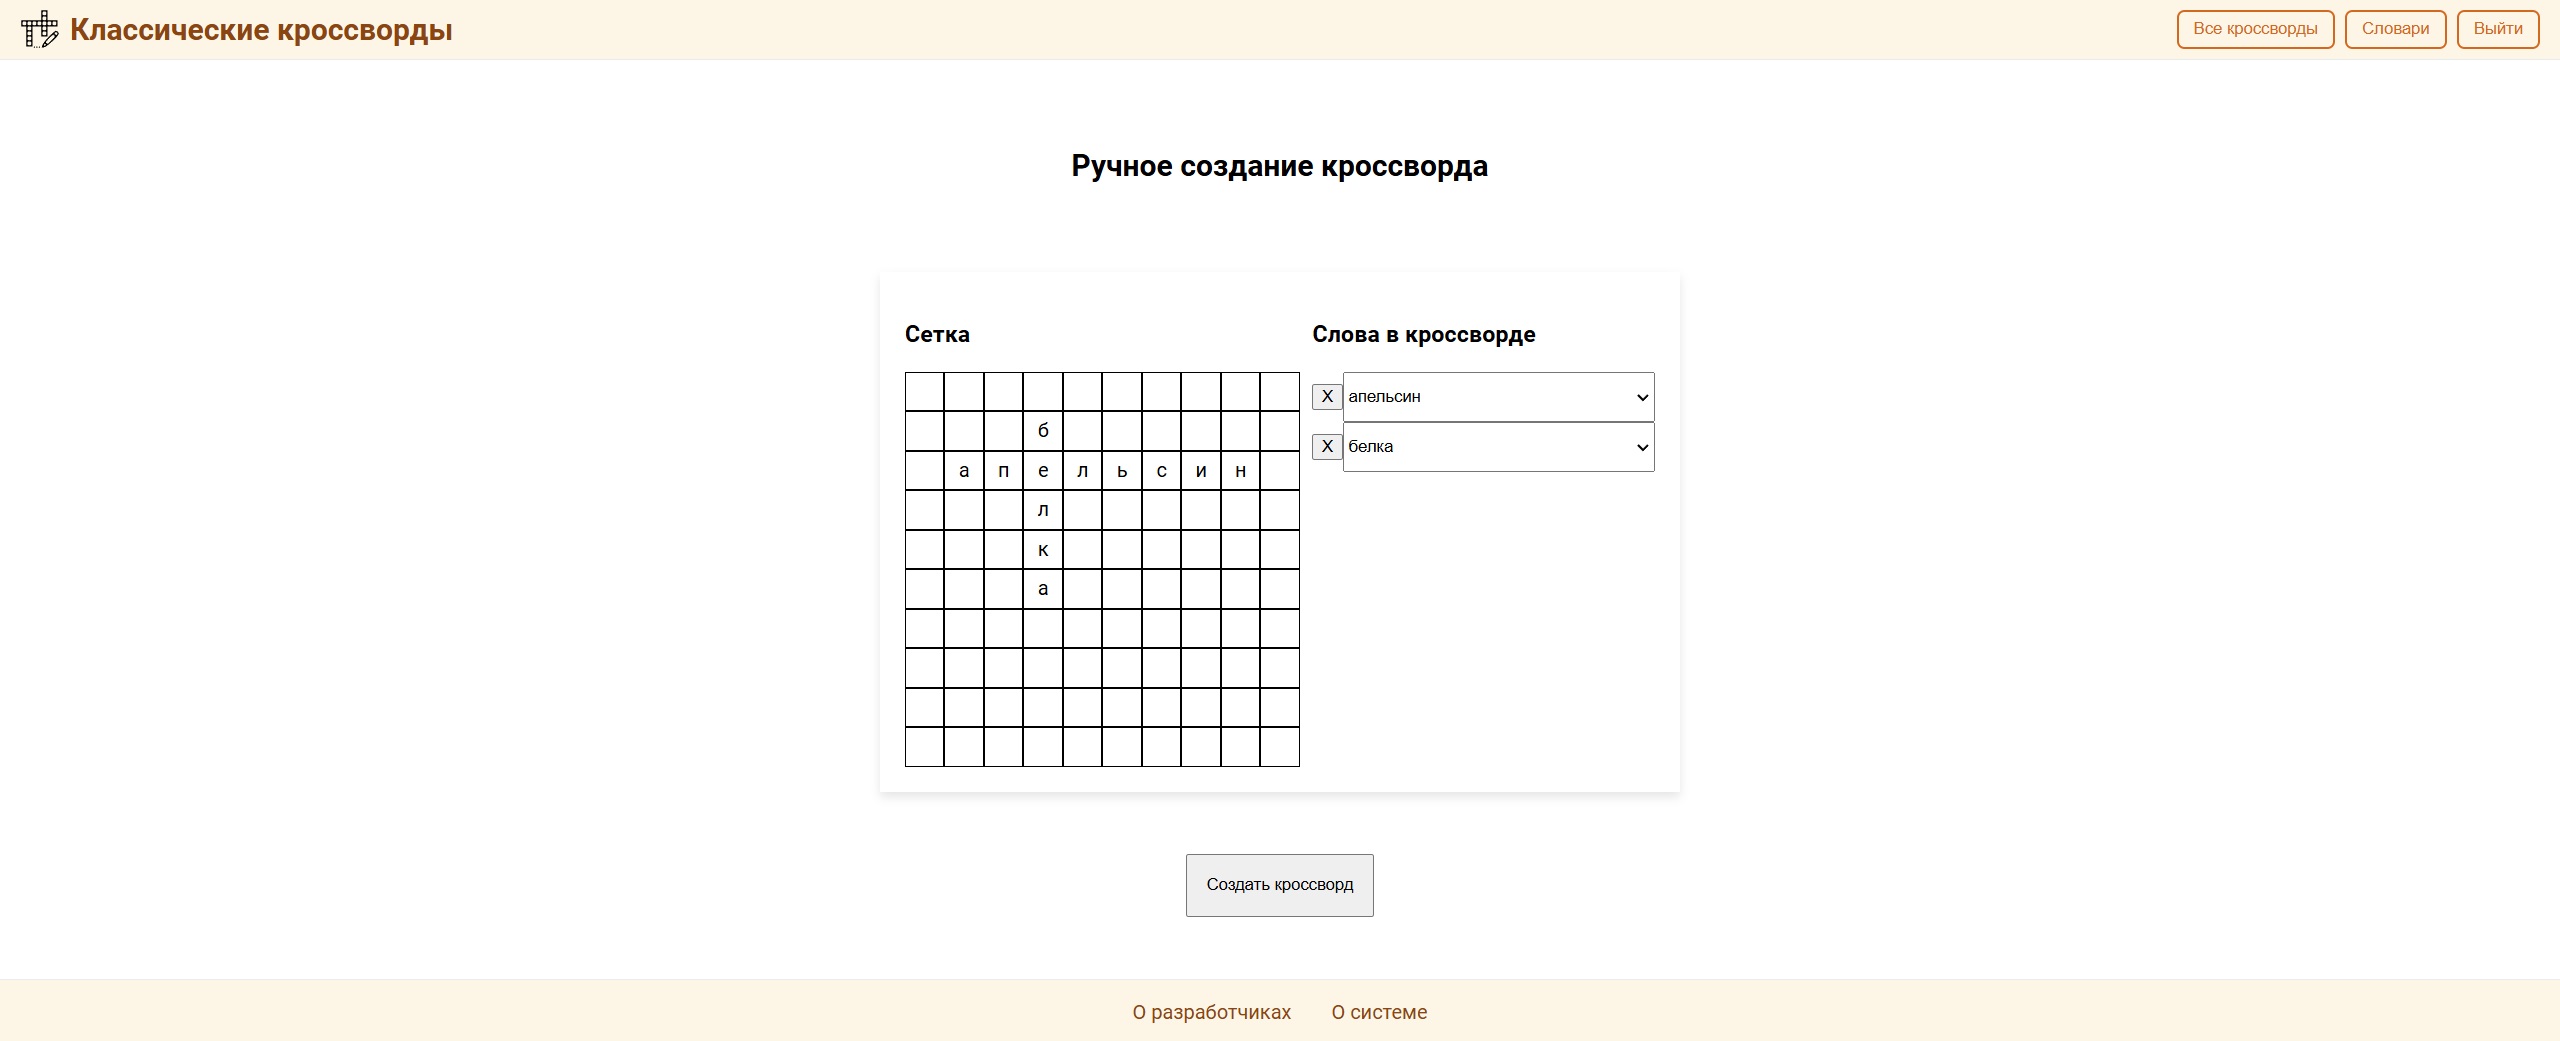 Классические кроссворды
Все кроссворды
Словари
Выйти
Ручное создание кроссворда
Сетка
б
а п е л ь с и н
л
к
а
Слова в кроссворде
X апельсин
X белка
Создать кроссворд
О разработчиках
О системе